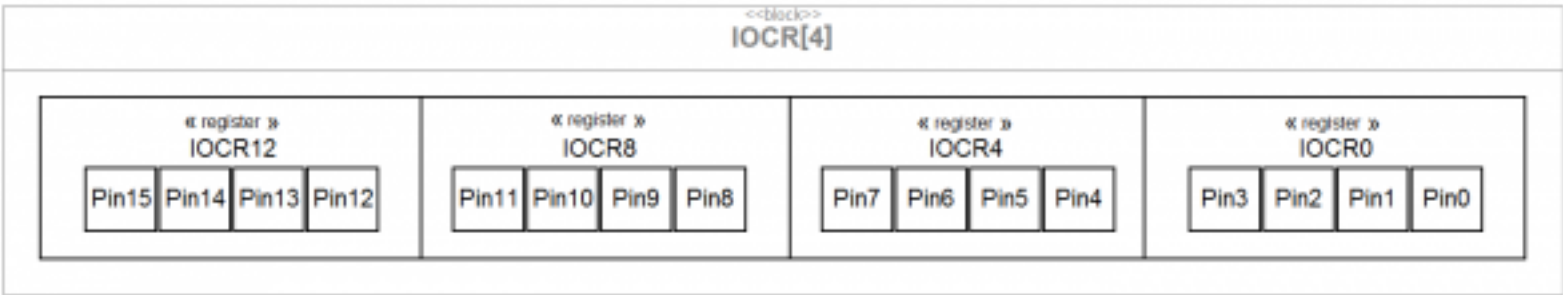 <<block>>
IOCR[4]
« register » « register » « register » « register »
IOCR12 IOCR8 IOCR4 IOCR0
Pin15 Pin14 Pin13 Pin12 Pin11 Pin10 Pin9 Pin8 Pin7 Pin6 Pin5 Pin4 Pin3 Pin2 Pin1 Pin0